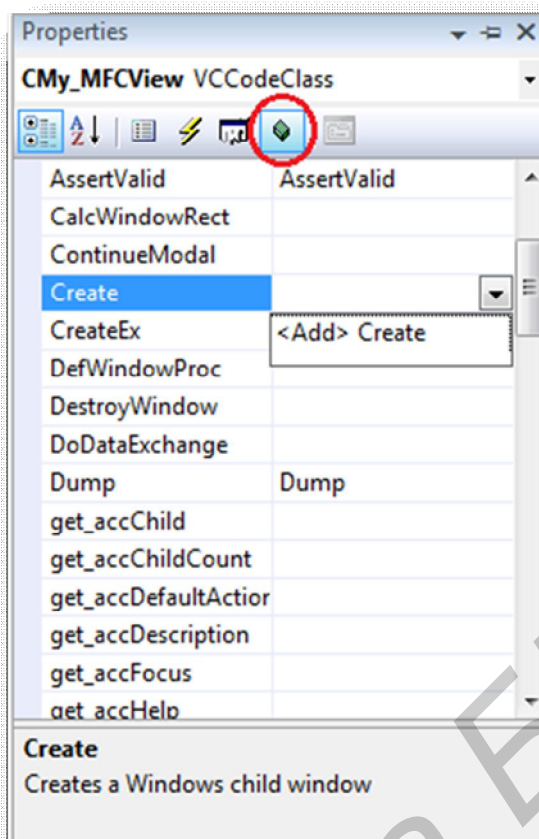 Properties
CMy_MFCView VCCodeClass
AssertValid AssertValid
CalcWindowRect
ContinueModal
Create
CreateEx <Add> Create
DefWindowProc
DestroyWindow
DoDataExchange
Dump Dump
get_accChild
get_accChildCount
get_accDefaultAction
get_accDescription
get_accFocus
get_accHelp
Create
Creates a Windows child window